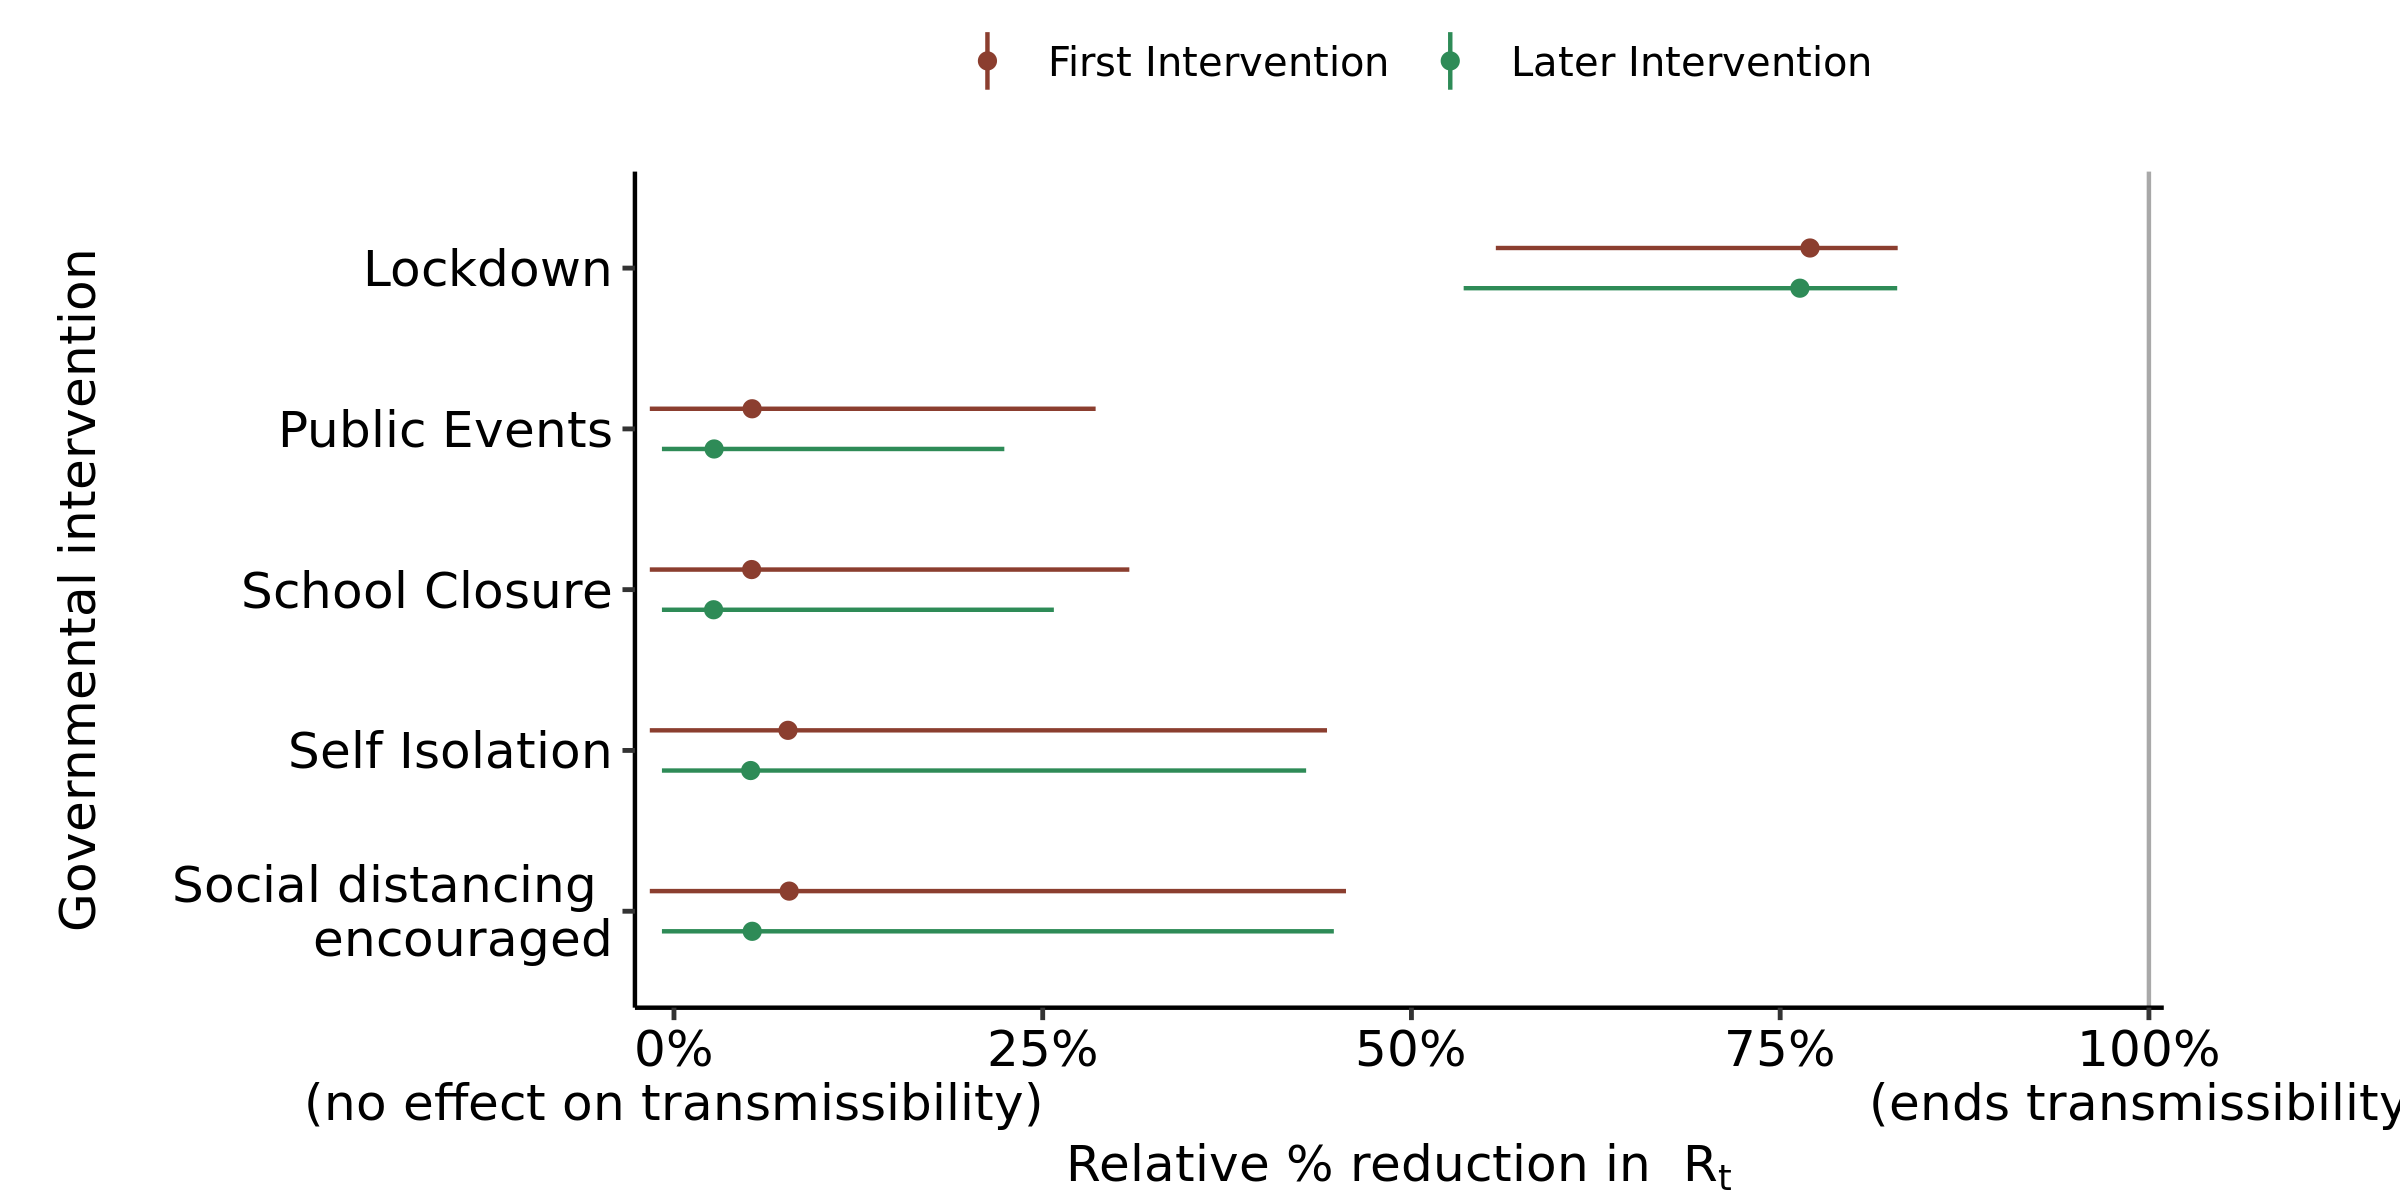 First Intervention Later Intervention
Governmental intervention
Lockdown
Public Events
School Closure
Self Isolation
Social distancing
encouraged
0% 25% 50% 75% 100%
(no effect on transmissibility) (ends transmissibility
Relative % reduction in Rt